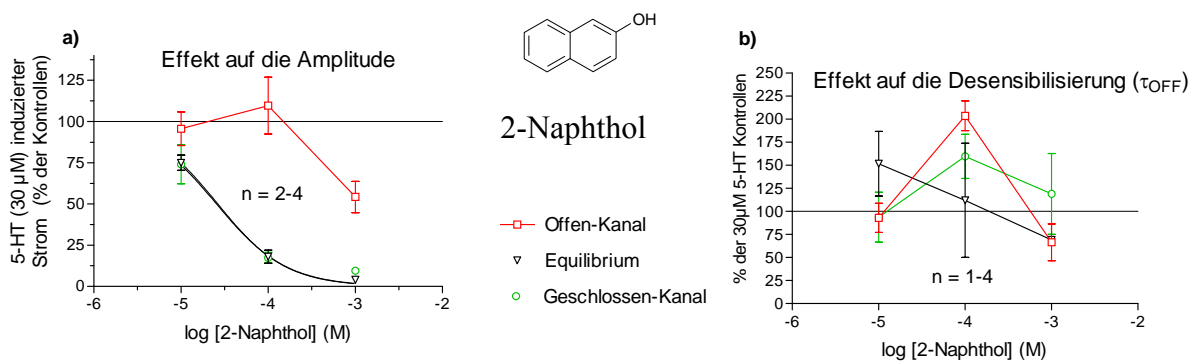 a)
Effekt auf die Amplitude
5-HT (30 µM) induzierter
Strom (% der Kontrollen)
125
100
75
50
25
0
n = 2-4
-6 -5 -4 -3 -2
log [2-Naphthol] (M)
OH
2-Naphthol
Offen-Kanal
Equilibrium
Geschlossen-Kanal
b)
Effekt auf die Desensibilisierung (τOFF)
% der 30µM 5-HT Kontrollen
250
225
200
175
150
125
100
75
50
25
0
n = 1-4
-6 -5 -4 -3 -2
log [2-Naphthol] (M)